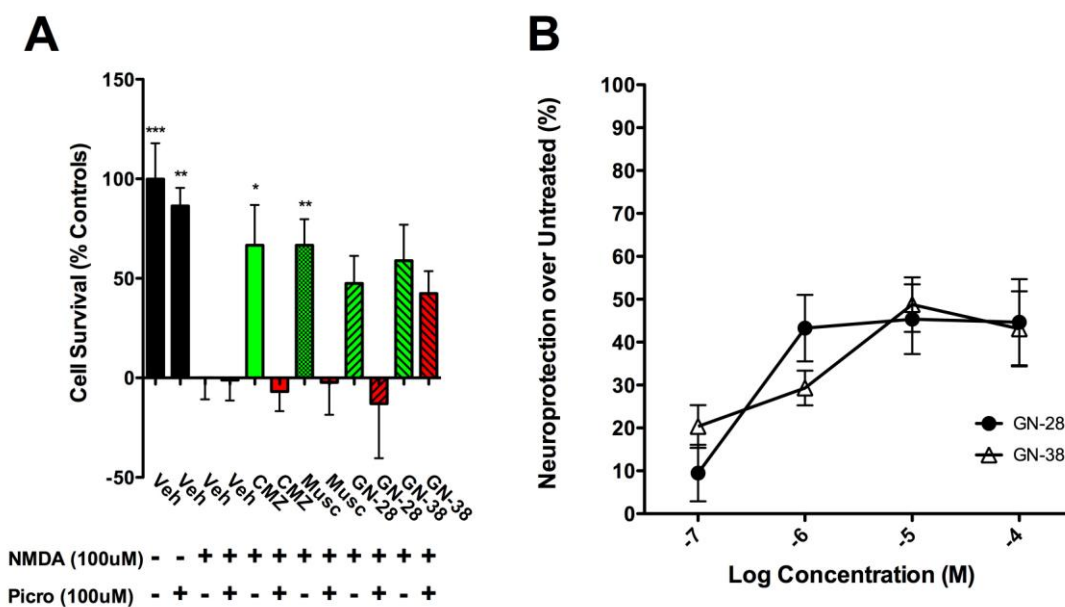 A
B
Cell Survival (% Controls)
150
100
50
0
-50
***
**
*
**
Veh Veh Veh Veh CMZ CMZ Musc Musc GN-28 GN-28 GN-38 GN-38
NMDA (100uM) - - + + + + + + + + + +
Picro (100uM) - + - + - + - + - + - +
Neuroprotection over Untreated (%)
100
90
80
70
60
50
40
30
20
10
0
GN-28
GN-38
-7 -6 -5 -4
Log Concentration (M)